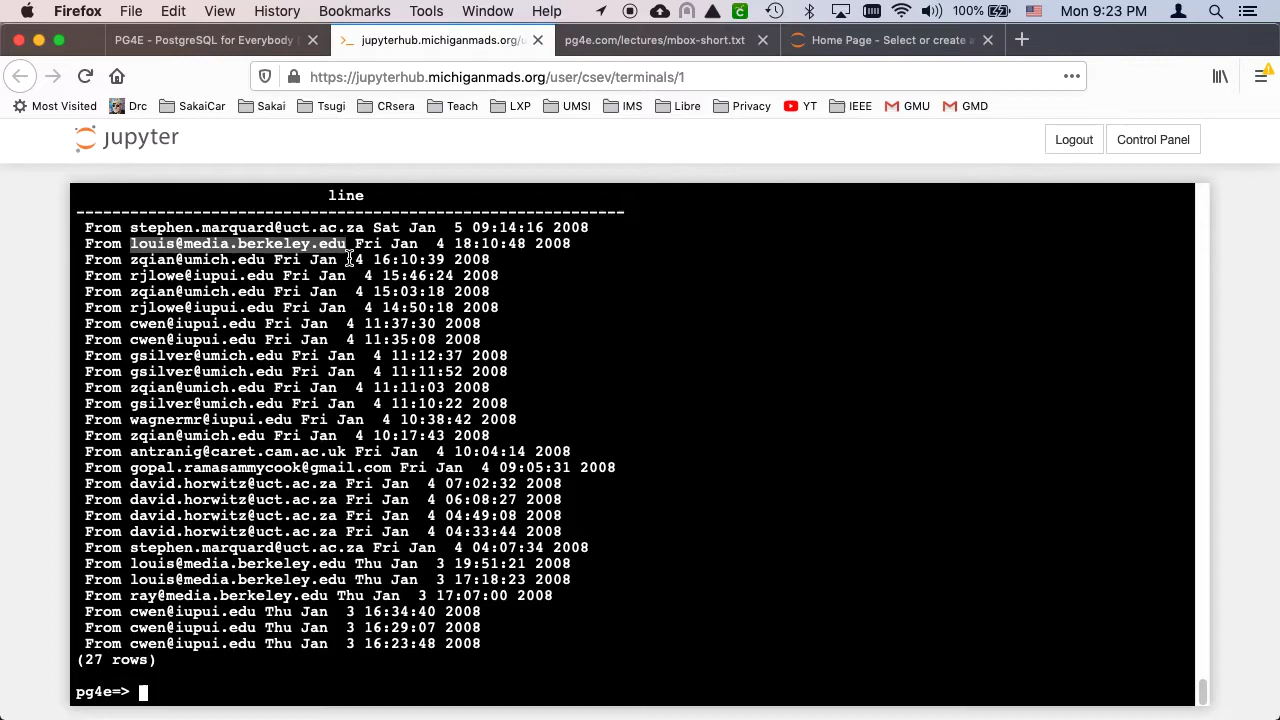 Firefox File Edit View History Bookmarks Tools Window Help 100% Mon 9:23 PM
PG4E - PostgreSQL for Everybody jupyterhub.michiganmads.org/u pg4e.com/lectures/mbox-short.txt Home Page - Select or create a
https://jupyterhub.michiganmads.org/user/csev/terminals/1
Most Visited Drc SakaiCar Sakai Tsugi CRsera Teach LXP UMSI IMS Libre Privacy YT IEEE GMU GMD
jupyter Logout Control Panel
line
-------------------------------------------------------------
From stephen.marquard@uct.ac.za Sat Jan  5 09:14:16 2008
From louis@media.berkeley.edu Fri Jan  4 18:10:48 2008
From zqian@umich.edu Fri Jan  4 16:10:39 2008
From rjlowe@iupui.edu Fri Jan  4 15:46:24 2008
From zqian@umich.edu Fri Jan  4 15:03:18 2008
From rjlowe@iupui.edu Fri Jan  4 14:50:18 2008
From cwen@iupui.edu Fri Jan  4 11:37:30 2008
From cwen@iupui.edu Fri Jan  4 11:35:08 2008
From gsilver@umich.edu Fri Jan  4 11:12:37 2008
From gsilver@umich.edu Fri Jan  4 11:11:52 2008
From zqian@umich.edu Fri Jan  4 11:11:03 2008
From gsilver@umich.edu Fri Jan  4 11:10:22 2008
From wagnermr@iupui.edu Fri Jan  4 10:38:42 2008
From zqian@umich.edu Fri Jan  4 10:17:43 2008
From antranig@caret.cam.ac.uk Fri Jan  4 10:04:14 2008
From gopal.ramasammycook@gmail.com Fri Jan  4 09:05:31 2008
From david.horwitz@uct.ac.za Fri Jan  4 07:02:32 2008
From david.horwitz@uct.ac.za Fri Jan  4 06:08:27 2008
From david.horwitz@uct.ac.za Fri Jan  4 04:49:08 2008
From david.horwitz@uct.ac.za Fri Jan  4 04:33:44 2008
From stephen.marquard@uct.ac.za Fri Jan  4 04:07:34 2008
From louis@media.berkeley.edu Thu Jan  3 19:51:21 2008
From louis@media.berkeley.edu Thu Jan  3 17:18:23 2008
From ray@media.berkeley.edu Thu Jan  3 17:07:00 2008
From cwen@iupui.edu Thu Jan  3 16:34:40 2008
From cwen@iupui.edu Thu Jan  3 16:29:07 2008
From cwen@iupui.edu Thu Jan  3 16:23:48 2008
(27 rows)
pg4e=>